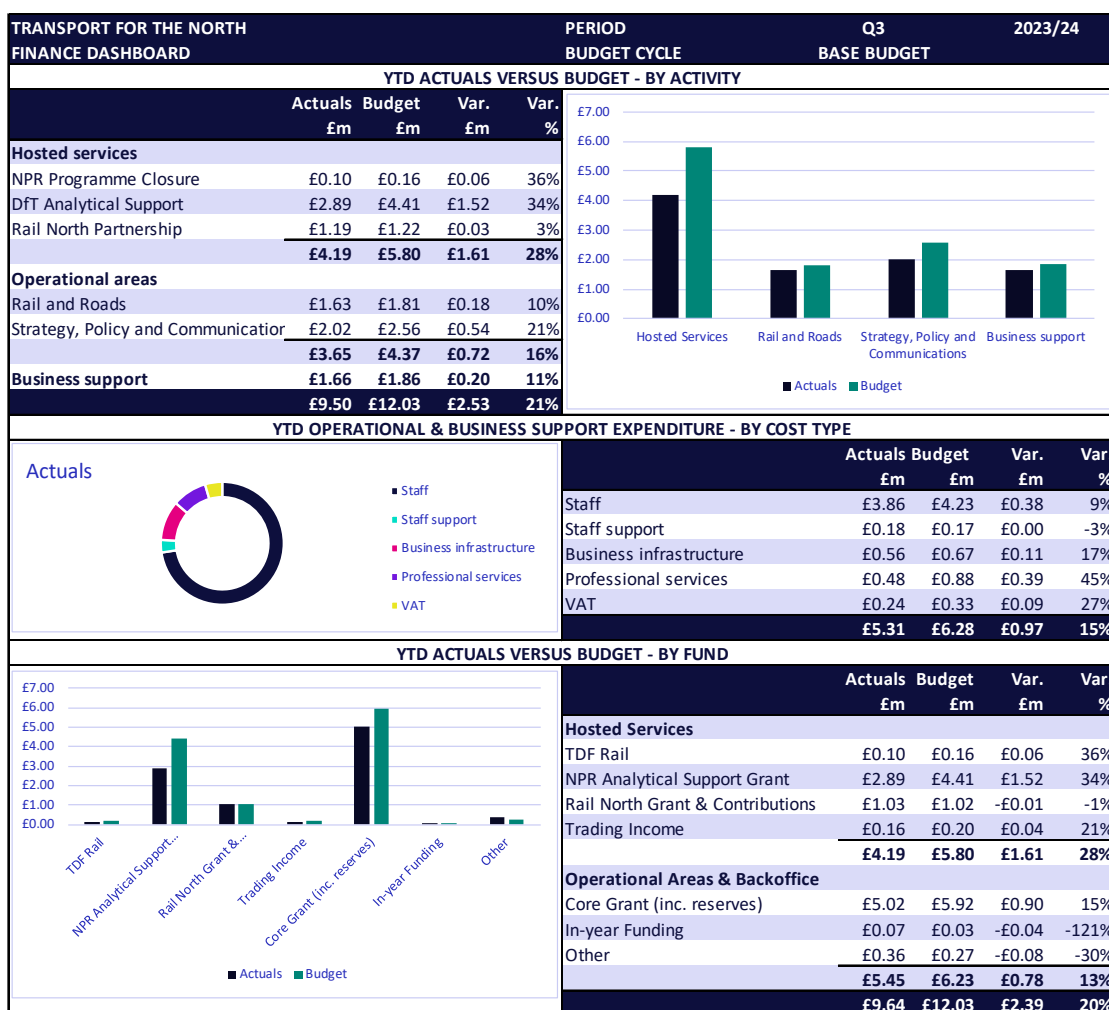 TRANSPORT FOR THE NORTH PERIOD Q3 2023/24
FINANCE DASHBOARD BUDGET CYCLE BASE BUDGET
YTD ACTUALS VERSUS BUDGET - BY ACTIVITY
Actuals Budget Var. Var.
£m £m £m %
Hosted services
NPR Programme Closure £0.10 £0.16 £0.06 36%
DfT Analytical Support £2.89 £4.41 £1.52 34%
Rail North Partnership £1.19 £1.22 £0.03 3%
£4.19 £5.80 £1.61 28%
Operational areas
Rail and Roads £1.63 £1.81 £0.18 10%
Strategy, Policy and Communication £2.02 £2.56 £0.54 21%
£3.65 £4.37 £0.72 16%
Business support £1.66 £1.86 £0.20 11%
£9.50 £12.03 £2.53 21%
£7.00
£6.00
£5.00
£4.00
£3.00
£2.00
£1.00
£0.00
Hosted Services Rail and Roads Strategy, Policy and Business support
Communications
Actuals Budget
YTD OPERATIONAL & BUSINESS SUPPORT EXPENDITURE - BY COST TYPE
Actuals
Staff
Staff support
Business infrastructure
Professional services
VAT
Actuals Budget Var. Var
£m £m £m %
Staff £3.86 £4.23 £0.38 9%
Staff support £0.18 £0.17 £0.00 -3%
Business infrastructure £0.56 £0.67 £0.11 17%
Professional services £0.48 £0.88 £0.39 45%
VAT £0.24 £0.33 £0.09 27%
£5.31 £6.28 £0.97 15%
YTD ACTUALS VERSUS BUDGET - BY FUND
£7.00
£6.00
£5.00
£4.00
£3.00
£2.00
£1.00
£0.00
TDF Rail
NPR Analytical Support...
Rail North Grant &...
Trading Income
Core Grant (inc. reserves)
In-year Funding
Other
Actuals Budget
Actuals Budget Var. Var
£m £m £m %
Hosted Services
TDF Rail £0.10 £0.16 £0.06 36%
NPR Analytical Support Grant £2.89 £4.41 £1.52 34%
Rail North Grant & Contributions £1.03 £1.02 -£0.01 -1%
Trading Income £0.16 £0.20 £0.04 21%
£4.19 £5.80 £1.61 28%
Operational Areas & Backoffice
Core Grant (inc. reserves) £5.02 £5.92 £0.90 15%
In-year Funding £0.07 £0.03 -£0.04 -121%
Other £0.36 £0.27 -£0.08 -30%
£5.45 £6.23 £0.78 13%
£9.64 £12.03 £2.39 20%